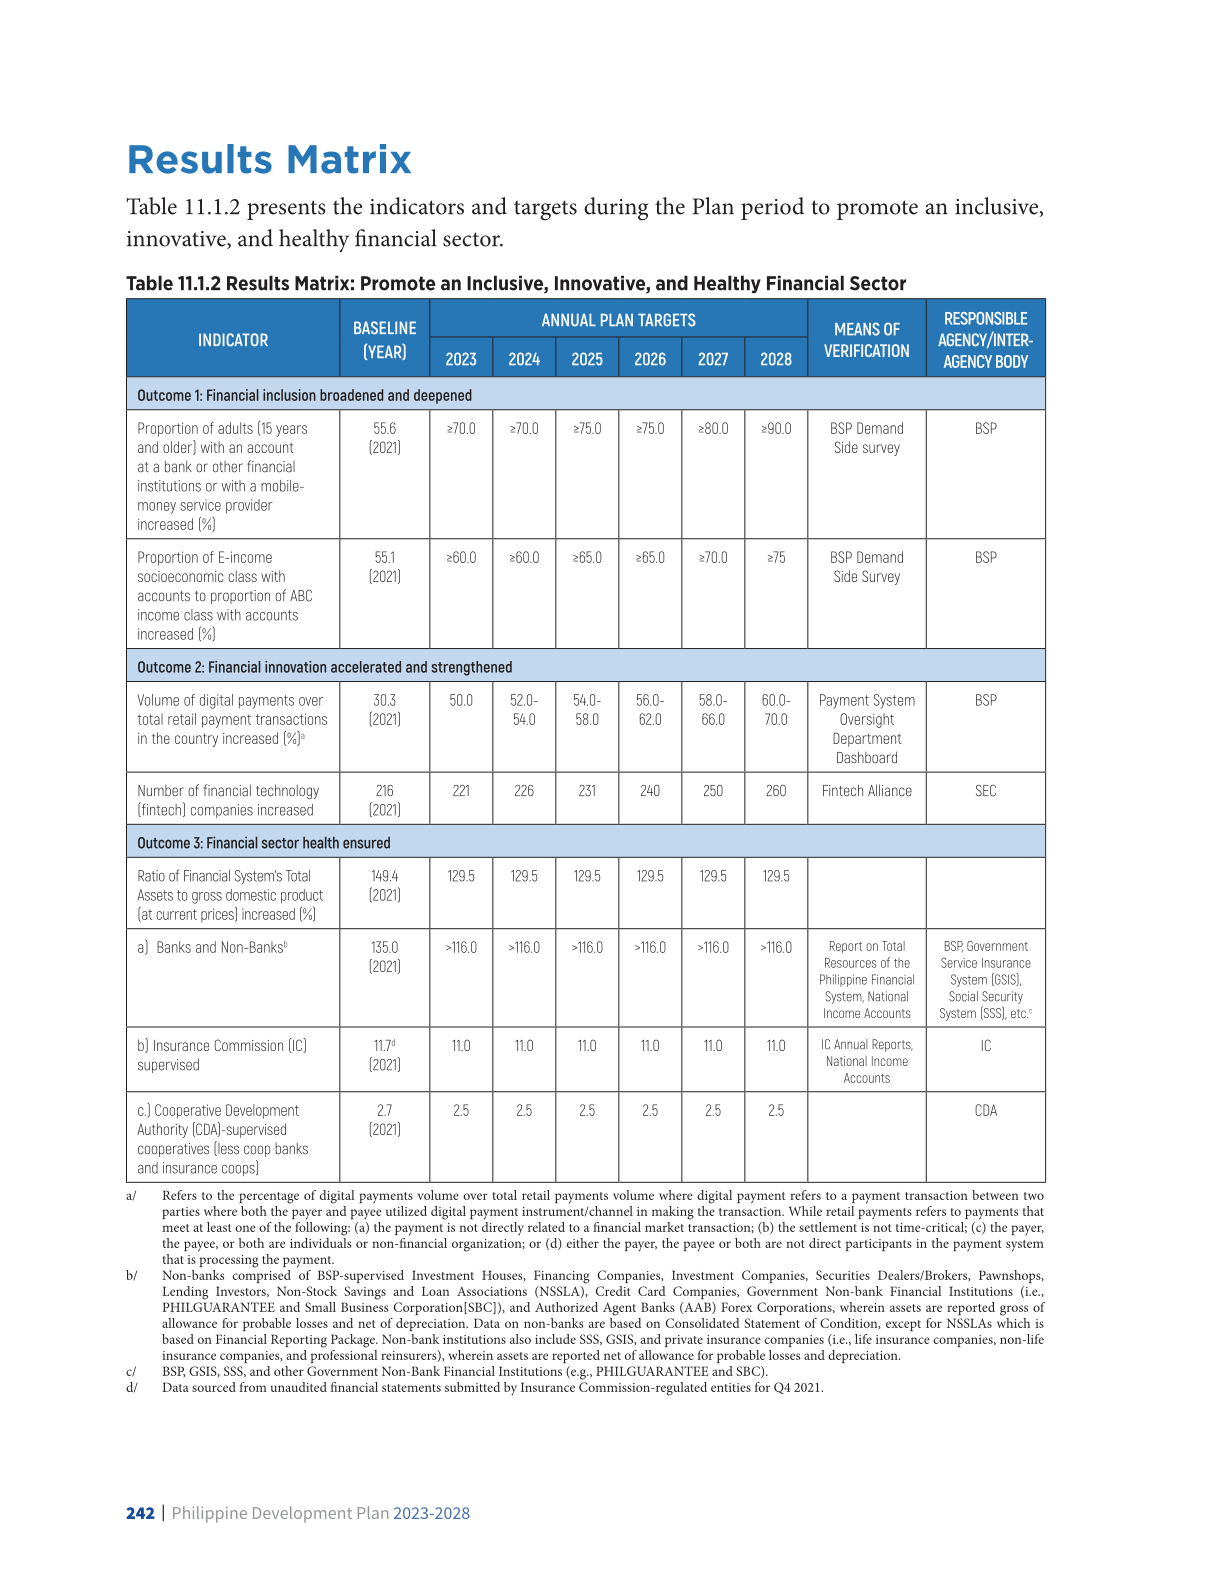 Results Matrix
Table 11.1.2 presents the indicators and targets during the Plan period to promote an inclusive,
innovative, and healthy financial sector.
Table 11.1.2 Results Matrix: Promote an Inclusive, Innovative, and Healthy Financial Sector
INDICATOR
BASELINE
(YEAR)
ANNUAL PLAN TARGETS
2023 2024 2025 2026 2027 2028
MEANS OF
VERIFICATION
RESPONSIBLE
AGENCY/INTER-
AGENCY BODY
Outcome 1: Financial inclusion broadened and deepened
Proportion of adults (15 years
and older) with an account
at a bank or other financial
institutions or with a mobile-
money service provider
increased (%)
55.6
(2021)
≥70.0 ≥70.0 ≥75.0 ≥75.0 ≥80.0 ≥90.0
BSP Demand
Side survey
BSP
Proportion of E-income
socioeconomic class with
accounts to proportion of ABC
income class with accounts
increased (%)
55.1
(2021)
≥60.0 ≥60.0 ≥65.0 ≥65.0 ≥70.0 ≥75
BSP Demand
Side Survey
BSP
Outcome 2: Financial innovation accelerated and strengthened
Volume of digital payments over
total retail payment transactions
in the country increased (%)a
30.3
(2021)
50.0
52.0-
54.0
54.0-
58.0
56.0-
62.0
58.0-
66.0
60.0-
70.0
Payment System
Oversight
Department
Dashboard
BSP
Number of financial technology
(fintech) companies increased
216
(2021)
221 226 231 240 250 260
Fintech Alliance
SEC
Outcome 3: Financial sector health ensured
Ratio of Financial System's Total
Assets to gross domestic product
(at current prices) increased (%)
149.4
(2021)
129.5 129.5 129.5 129.5 129.5 129.5
a) Banks and Non-Banksb
135.0
(2021)
>116.0 >116.0 >116.0 >116.0 >116.0 >116.0
Report on Total
Resources of the
Philippine Financial
System, National
Income Accounts
BSP, Government
Service Insurance
System (GSIS),
Social Security
System (SSS), etc.c
b) Insurance Commission (IC)
supervised
11.7d
(2021)
11.0 11.0 11.0 11.0 11.0 11.0
IC Annual Reports,
National Income
Accounts
IC
c.) Cooperative Development
Authority (CDA)-supervised
cooperatives (less coop banks
and insurance coops)
2.7
(2021)
2.5 2.5 2.5 2.5 2.5 2.5
CDA
a/ Refers to the percentage of digital payments volume over total retail payments volume where digital payment refers to a payment transaction between two
parties where both the payer and payee utilized digital payment instrument/channel in making the transaction. While retail payments refers to payments that
meet at least one of the following: (a) the payment is not directly related to a financial market transaction; (b) the settlement is not time-critical; (c) the payer,
the payee, or both are individuals or non-financial organization; or (d) either the payer, the payee or both are not direct participants in the payment system
that is processing the payment.
b/ Non-banks comprised of BSP-supervised Investment Houses, Financing Companies, Investment Companies, Securities Dealers/Brokers, Pawnshops,
Lending Investors, Non-Stock Savings and Loan Associations (NSSLA), Credit Card Companies, Government Non-bank Financial Institutions (i.e.,
PHILGUARANTEE and Small Business Corporation[SBC]), and Authorized Agent Banks (AAB) Forex Corporations, wherein assets are reported gross of
allowance for probable losses and net of depreciation. Data on non-banks are based on Consolidated Statement of Condition, except for NSSLAs which is
based on Financial Reporting Package. Non-bank institutions also include SSS, GSIS, and private insurance companies (i.e., life insurance companies, non-life
insurance companies, and professional reinsurers), wherein assets are reported net of allowance for probable losses and depreciation.
c/ BSP, GSIS, SSS, and other Government Non-Bank Financial Institutions (e.g., PHILGUARANTEE and SBC).
d/ Data sourced from unaudited financial statements submitted by Insurance Commission-regulated entities for Q4 2021.
242 | Philippine Development Plan 2023-2028